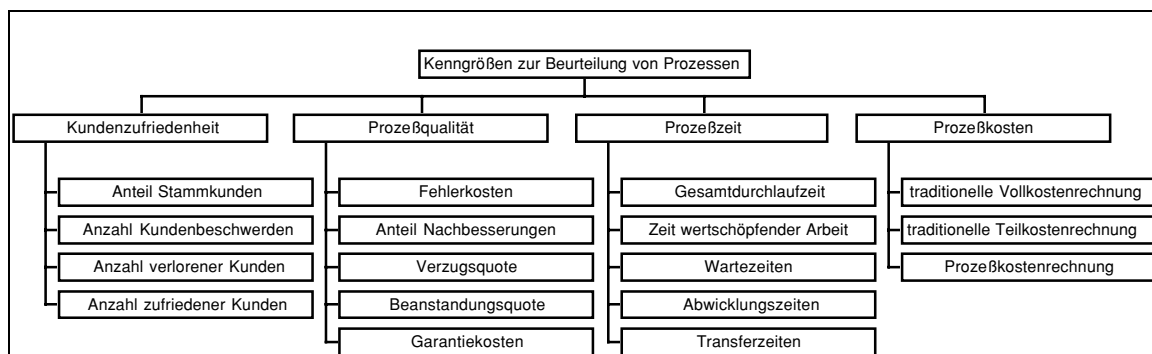 Kenngrößen zur Beurteilung von Prozessen
Kundenzufriedenheit
Anteil Stammkunden
Anzahl Kundenbeschwerden
Anzahl verlorener Kunden
Anzahl zufriedener Kunden
Prozeßqualität
Fehlerkosten
Anteil Nachbesserungen
Verzugsquote
Beanstandungsquote
Garantiekosten
Prozeßzeit
Gesamtdurchlaufzeit
Zeit wertschöpfender Arbeit
Wartezeiten
Abwicklungszeiten
Transferzeiten
Prozeßkosten
traditionelle Vollkostenrechnung
traditionelle Teilkostenrechnung
Prozeßkostenrechnung